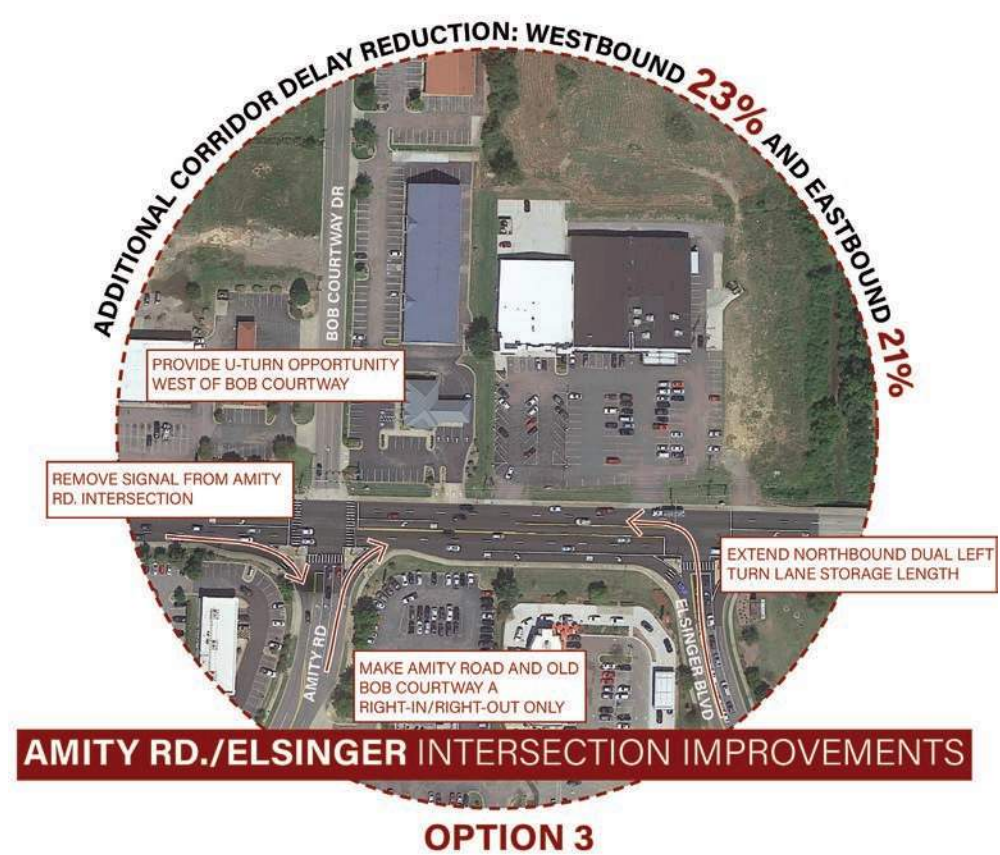 ADDITIONAL CORRIDOR DELAY REDUCTION: WESTBOUND 23% AND EASTBOUND 21%
BOB COURTWAY DR
PROVIDE U-TURN OPPORTUNITY
WEST OF BOB COURTWAY
REMOVE SIGNAL FROM AMITY
RD. INTERSECTION
EXTEND NORTHBOUND DUAL LEFT
TURN LANE STORAGE LENGTH
AMITY RD
ELSINGER BLVD
MAKE AMITY ROAD AND OLD
BOB COURTWAY A
RIGHT-IN/RIGHT-OUT ONLY
AMITY RD./ELSINGER INTERSECTION IMPROVEMENTS
OPTION 3